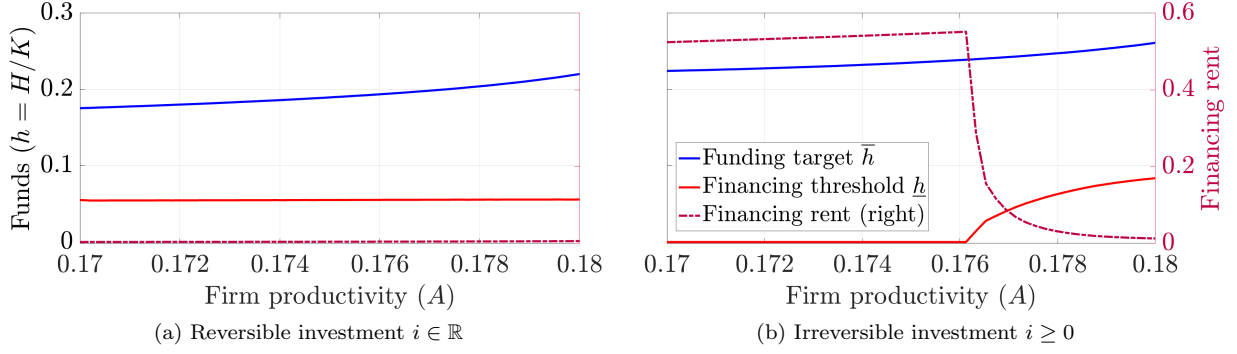 0.3
0.2
0.1
0
Funds (h = H/K)
0.17 0.172 0.174 0.176 0.178 0.18
Firm productivity (A)
(a) Reversible investment i ∈ ℝ
Funding target h̅
Financing threshold h̲
Financing rent (right)
0.6
0.4
0.2
0
Financing rent
0.17 0.172 0.174 0.176 0.178 0.18
Firm productivity (A)
(b) Irreversible investment i ≥ 0